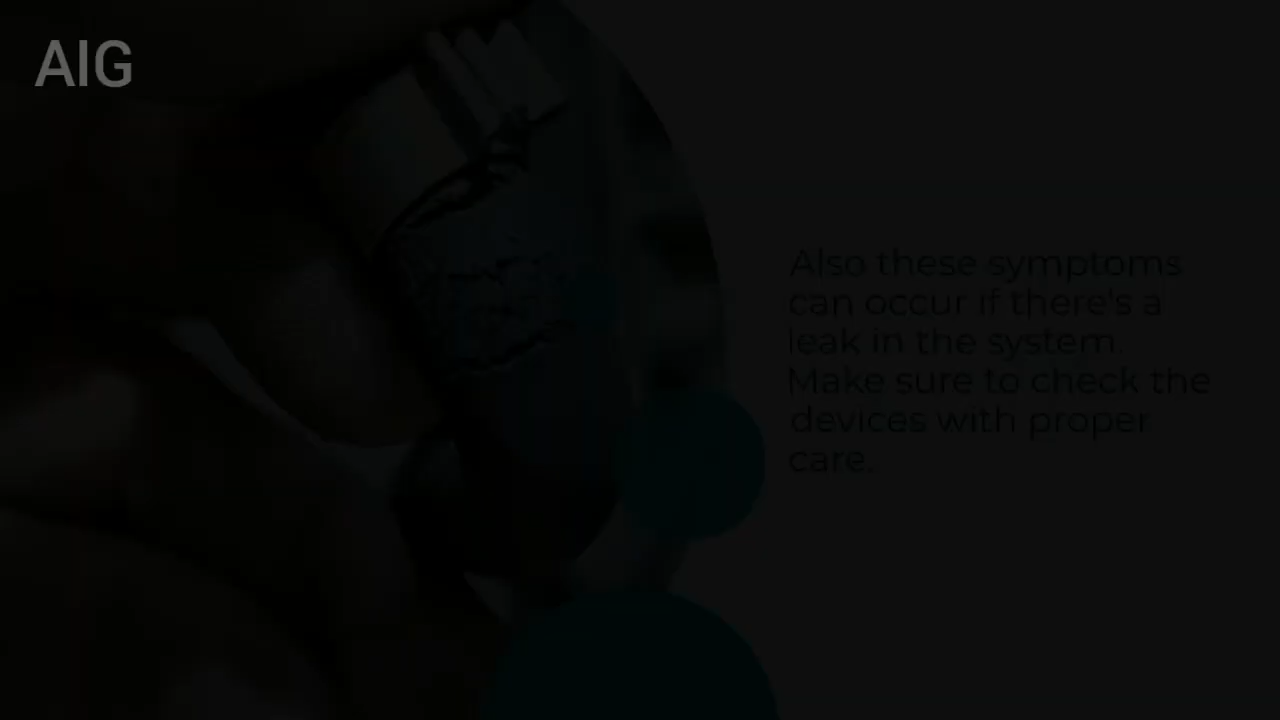 AIG
Also these symptoms
can occur if there's a
leak in the system.
Make sure to check the
devices with proper
care.